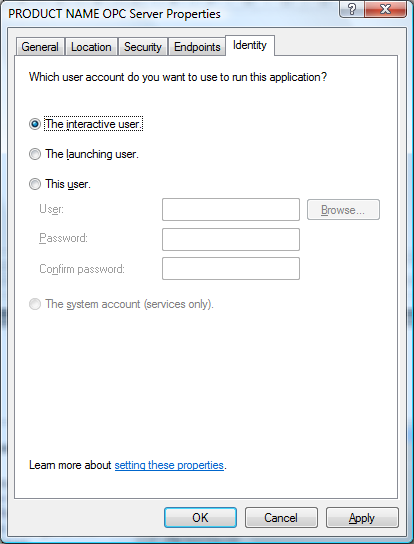 PRODUCT NAME OPC Server Properties
General Location Security Endpoints Identity
Which user account do you want to use to run this application?
The interactive user.
The launching user.
This user.
User: Browse...
Password:
Confirm password:
The system account (services only).
Learn more about setting these properties.
OK Cancel Apply